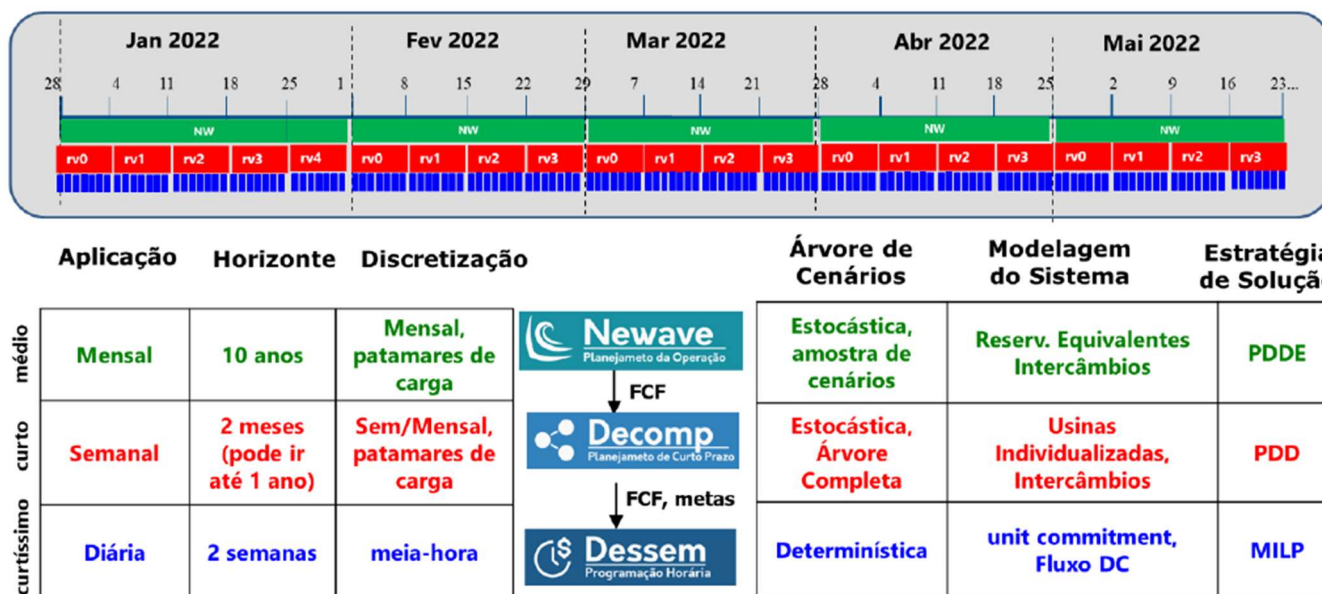 Jan 2022 Fev 2022 Mar 2022 Abr 2022 Mai 2022
28 4 11 18 25 1 8 15 22 29 7 14 21 28 4 11 18 25 2 9 16 23...
NW NW NW NW NW
rv0 rv1 rv2 rv3 rv4 rv0 rv1 rv2 rv3 rv0 rv1 rv2 rv3 rv0 rv1 rv2 rv3 rv0 rv1 rv2 rv3
Aplicação Horizonte Discretização
Árvore de
Cenários
Modelagem
do Sistema
Estratégia
de Solução
médio
Mensal
10 anos
Mensal,
patamares de
carga
Newave
Planejameto da Operação
Estocástica,
amostra de
cenários
Reserv. Equivalentes
Intercâmbios
PDDE
FCF
curto
Semanal
2 meses
(pode ir
até 1 ano)
Sem/Mensal,
patamares de
carga
Decomp
Planejameto de Curto Prazo
Estocástica,
Árvore
Completa
Usinas
Individualizadas,
Intercâmbios
PDD
FCF, metas
curtíssimo
Diária
2 semanas
meia-hora
$
Dessem
Programação Horária
Determinística
unit commitment,
Fluxo DC
MILP